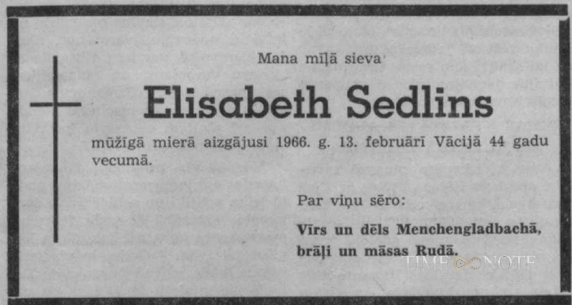 Mana mīļā sieva
Elisabeth Sedlins
mūžīgā mierā aizgājusi 1966. g. 13. februārī Vācijā 44 gadu
vecumā.
Par viņu sēro:
Vīrs un dēls Menchengladbachā,
brāļi un māsas Rudā.
TIMENOTE